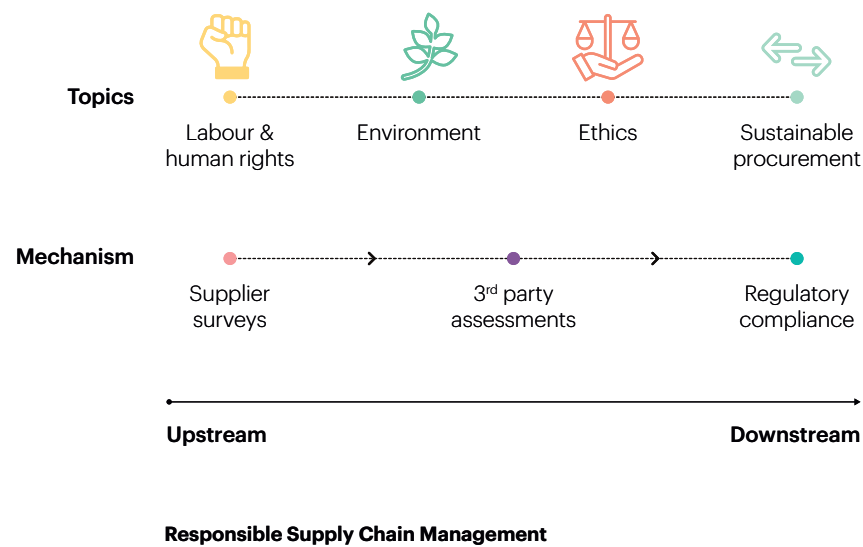 Topics
Labour &
human rights
Environment
Ethics
Sustainable
procurement
Mechanism
Supplier
surveys
3rd party
assessments
Regulatory
compliance
Upstream
Downstream
Responsible Supply Chain Management